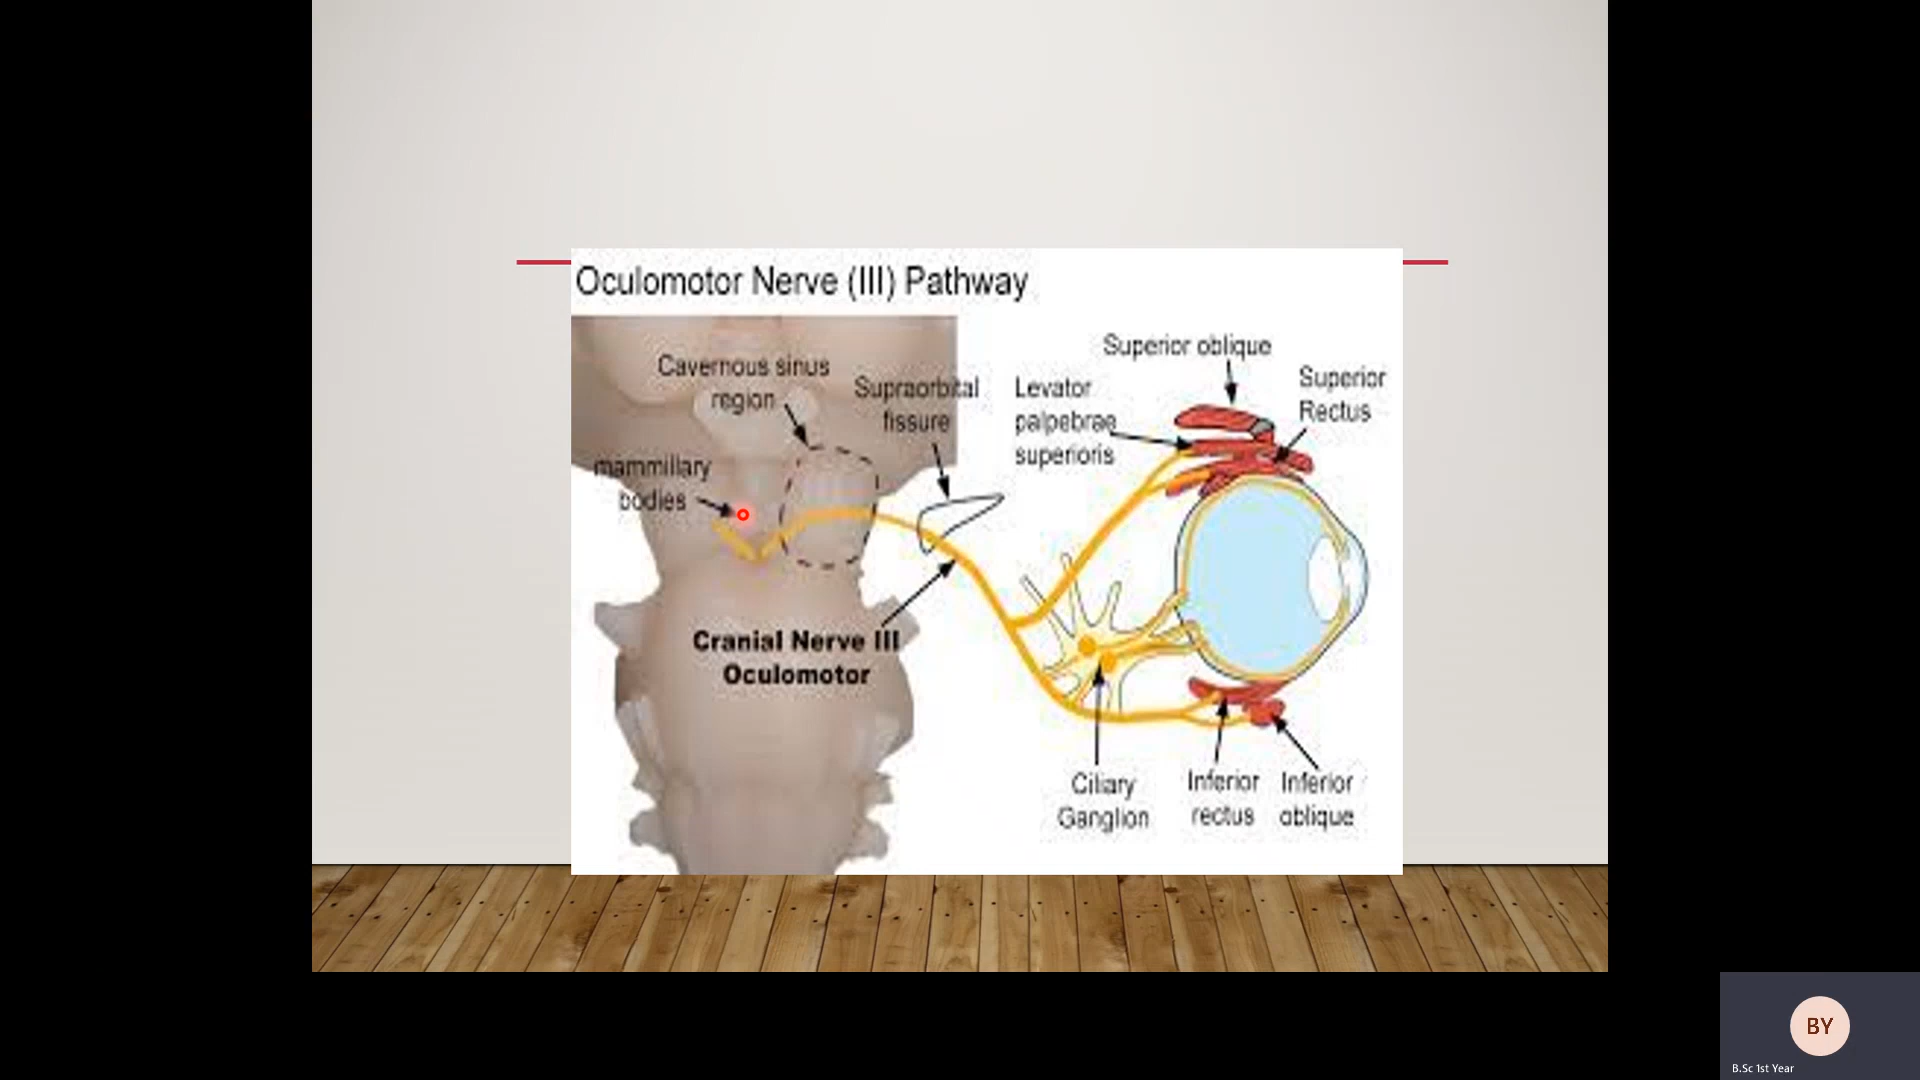 Oculomotor Nerve (III) Pathway
Cavernous sinus
region
Supraorbital
fissure
mammillary
bodies
Cranial Nerve III
Oculomotor
Superior oblique
Levator
palpebrae
superioris
Superior
Rectus
Ciliary
Ganglion
Inferior
rectus
Inferior
oblique
BY
B.Sc 1st Year